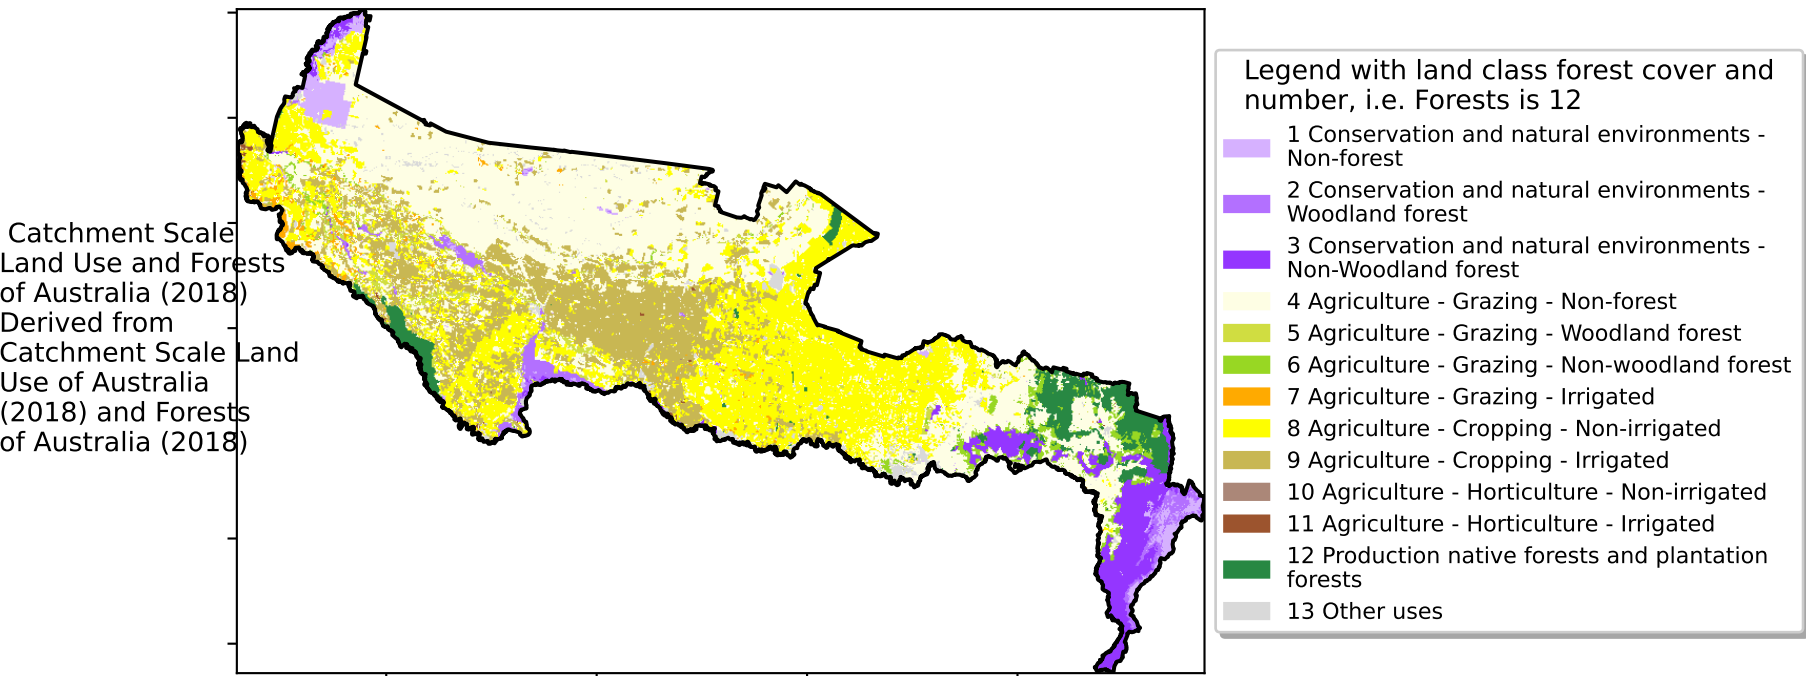 Catchment Scale
Land Use and Forests
of Australia (2018)
Derived from
Catchment Scale Land
Use of Australia
(2018) and Forests
of Australia (2018)
Legend with land class forest cover and
number, i.e. Forests is 12
1 Conservation and natural environments -
Non-forest
2 Conservation and natural environments -
Woodland forest
3 Conservation and natural environments -
Non-Woodland forest
4 Agriculture - Grazing - Non-forest
5 Agriculture - Grazing - Woodland forest
6 Agriculture - Grazing - Non-woodland forest
7 Agriculture - Grazing - Irrigated
8 Agriculture - Cropping - Non-irrigated
9 Agriculture - Cropping - Irrigated
10 Agriculture - Horticulture - Non-irrigated
11 Agriculture - Horticulture - Irrigated
12 Production native forests and plantation
forests
13 Other uses